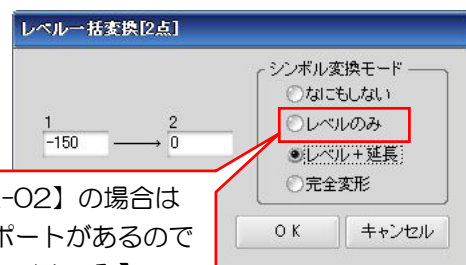 レベル一括変換[2点]
シンボル変換モード
なにもしない
レベルのみ
レベル+延長
完全変形
1
2
-150
0
-02】の場合は
ポートがあるので
OK
キャンセル